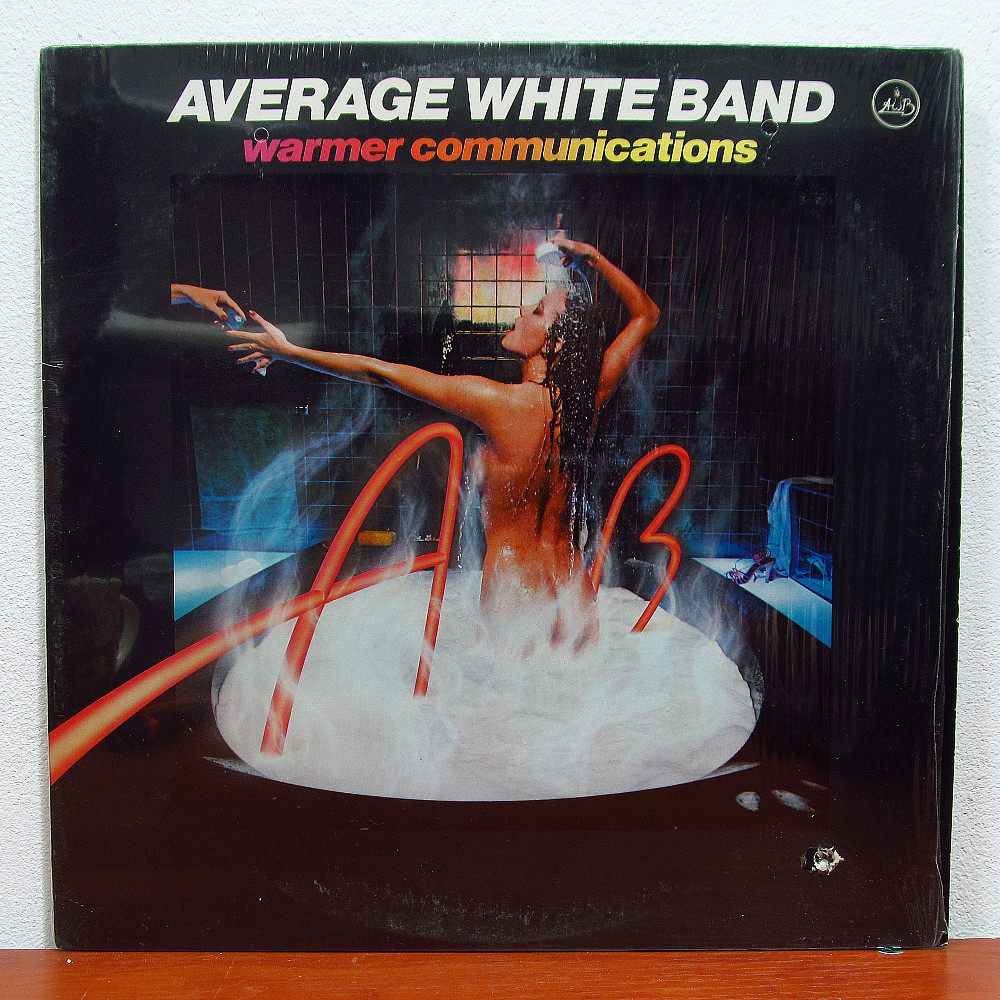 AVERAGE WHITE BAND
AWB
warmer communications
AB